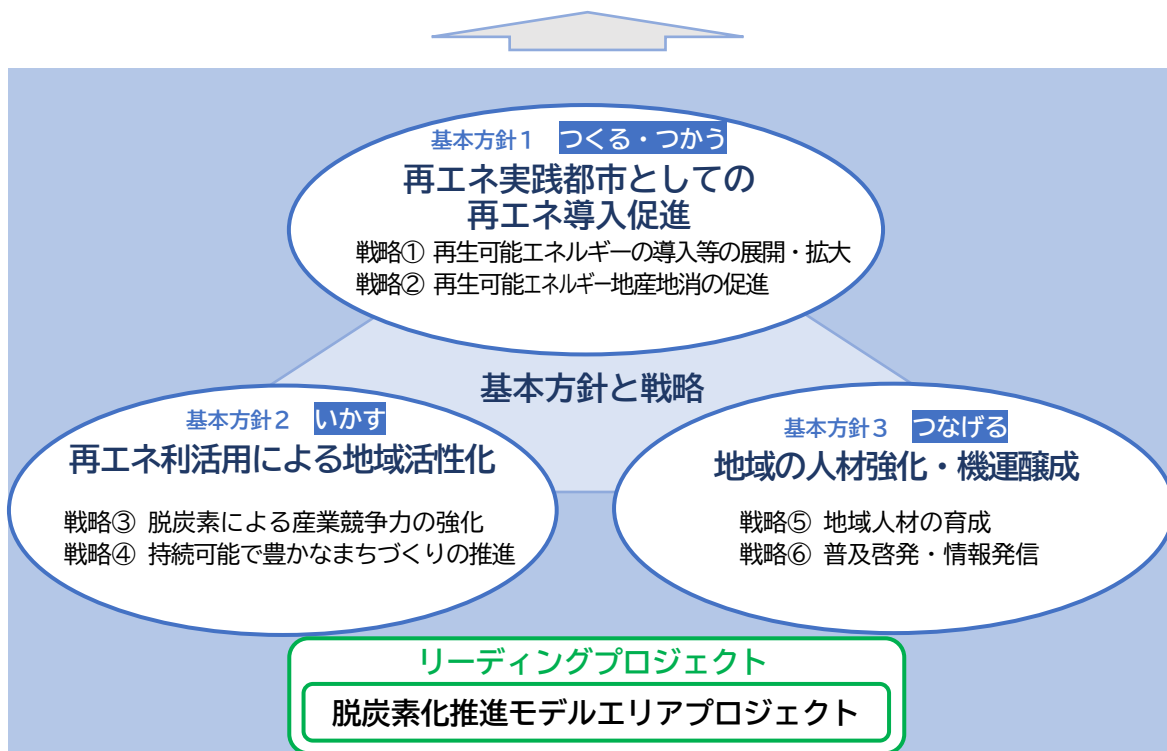 基本方針1 つくる・つかう
再エネ実践都市としての
再エネ導入促進
戦略① 再生可能エネルギーの導入等の展開・拡大
戦略② 再生可能エネルギー地産地消の促進
基本方針と戦略
基本方針2 いかす
再エネ利活用による地域活性化
戦略③ 脱炭素による産業競争力の強化
戦略④ 持続可能で豊かなまちづくりの推進
基本方針3 つなげる
地域の人材強化・機運醸成
戦略⑤ 地域人材の育成
戦略⑥ 普及啓発・情報発信
リーディングプロジェクト
脱炭素化推進モデルエリアプロジェクト